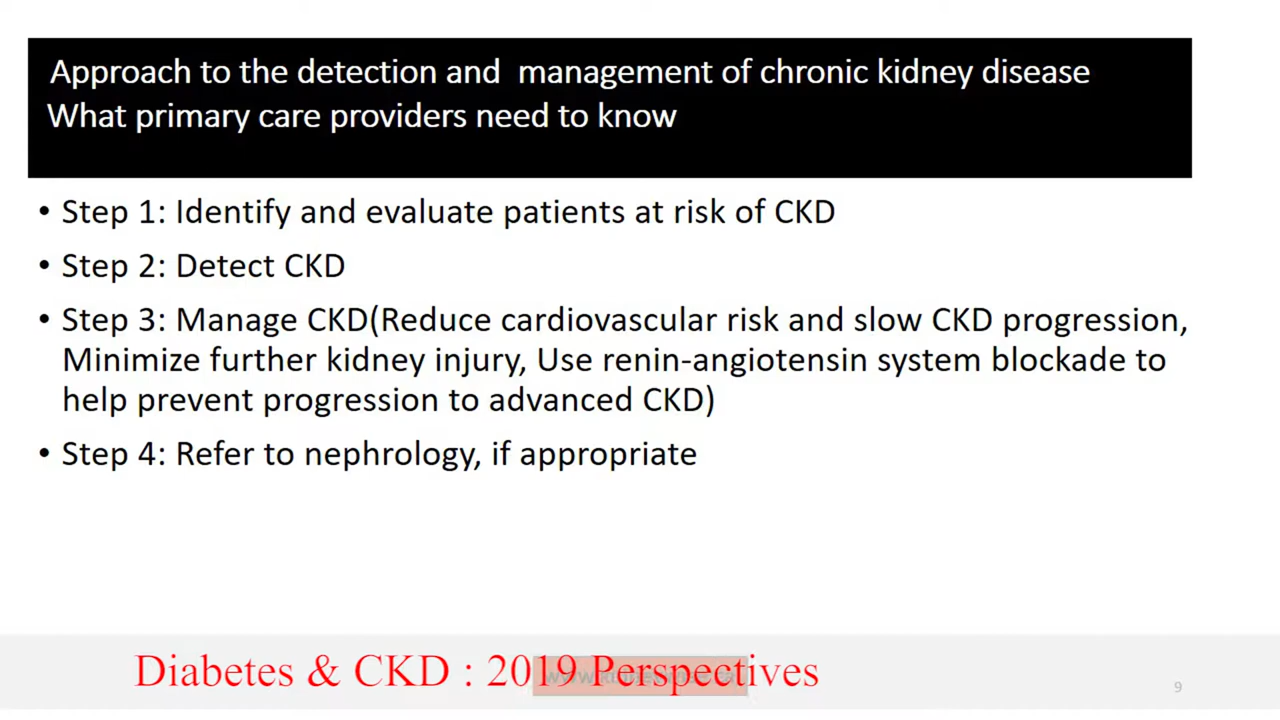 Approach to the detection and management of chronic kidney disease
What primary care providers need to know
• Step 1: Identify and evaluate patients at risk of CKD
• Step 2: Detect CKD
• Step 3: Manage CKD(Reduce cardiovascular risk and slow CKD progression,
Minimize further kidney injury, Use renin-angiotensin system blockade to
help prevent progression to advanced CKD)
• Step 4: Refer to nephrology, if appropriate
Diabetes & CKD : 2019 Perspectives
9